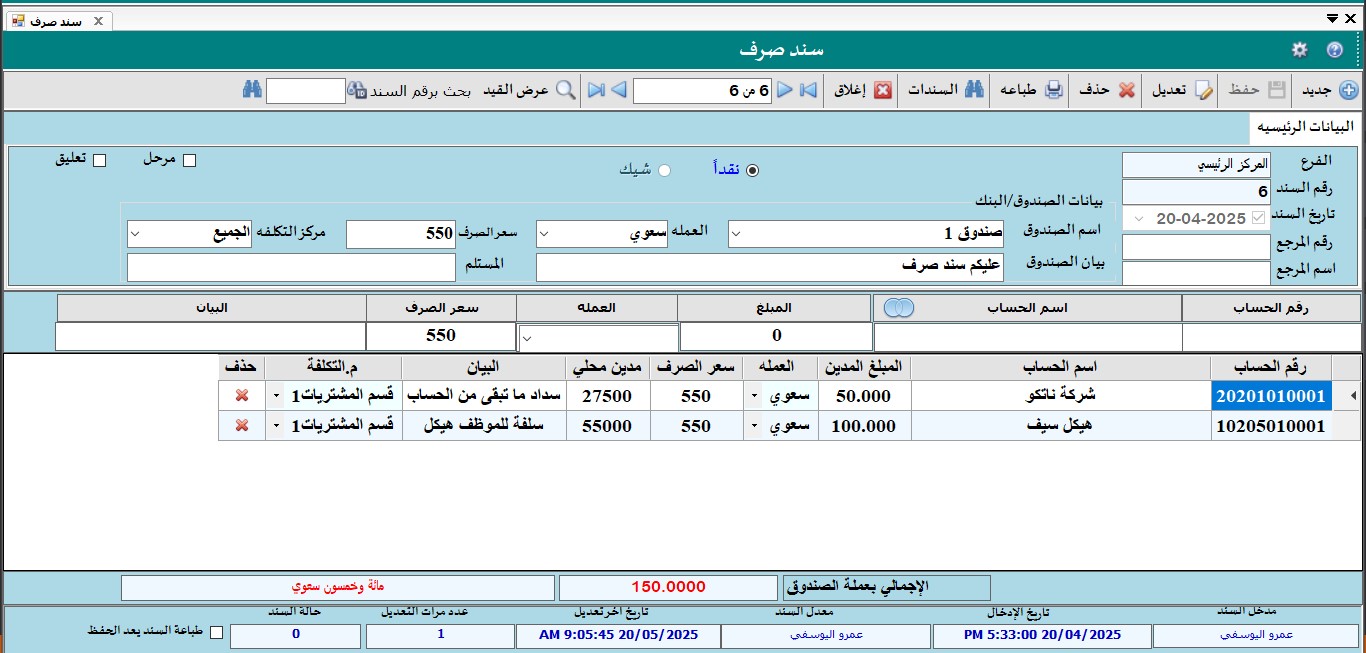 سند صرف X
سند صرف
جديد حفظ تعديل حذف طباعه السندات إغلاق 6 من 6 عرض القيد بحث برقم السند
البيانات الرئيسيه
الفرع المركز الرئيسي نقداً شيك مرحل تعليق
رقم السند 6
بيانات الصندوق/البنك
تاريخ السند 20-04-2025
اسم الصندوق صندوق 1 العمله سعوي سعر الصرف 550 مركز التكلفه الجميع
رقم المرجع
بيان الصندوق عليكم سند صرف المستلم
اسم المرجع
رقم الحساب اسم الحساب المبلغ العمله سعر الصرف البيان
0 550
رقم الحساب اسم الحساب المبلغ المدين العمله سعر الصرف مدين محلي البيان م.التكلفة حذف
20201010001 شركة ناتكو 50.000 سعوي 550 27500 سداد ما تبقى من الحساب قسم المشتريات1
10205010001 هيكل سيف 100.000 سعوي 550 55000 سلفة للموظف هيكل قسم المشتريات1
الإجمالي بعملة الصندوق 150.0000 مائة وخمسون سعوي
مدخل السند تاريخ الإدخال معدل السند تاريخ اخر تعديل عدد مرات التعديل حالة السند
عمرو اليوسفي 20/04/2025 5:33:00 PM عمرو اليوسفي 20/05/2025 9:05:45 AM 1 0 طباعة السند بعد الحفظ